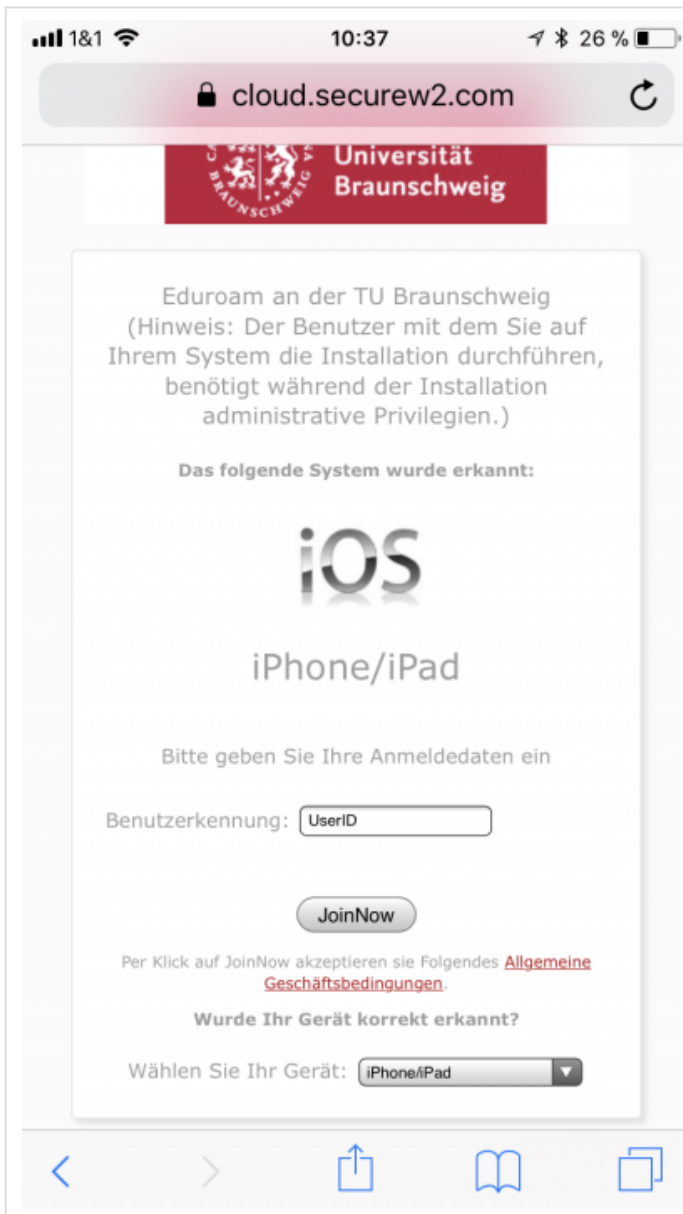 1&1 10:37 26 %
cloud.securew2.com
Universität
BRAUNSCHWEIG
Braunschweig
Eduroam an der TU Braunschweig
(Hinweis: Der Benutzer mit dem Sie auf
Ihrem System die Installation durchführen,
benötigt während der Installation
administrative Privilegien.)
Das folgende System wurde erkannt:
iOS
iPhone/iPad
Bitte geben Sie Ihre Anmeldedaten ein
Benutzerkennung: UserID
JoinNow
Per Klick auf JoinNow akzeptieren sie Folgendes Allgemeine
Geschäftsbedingungen.
Wurde Ihr Gerät korrekt erkannt?
Wählen Sie Ihr Gerät: iPhone/iPad